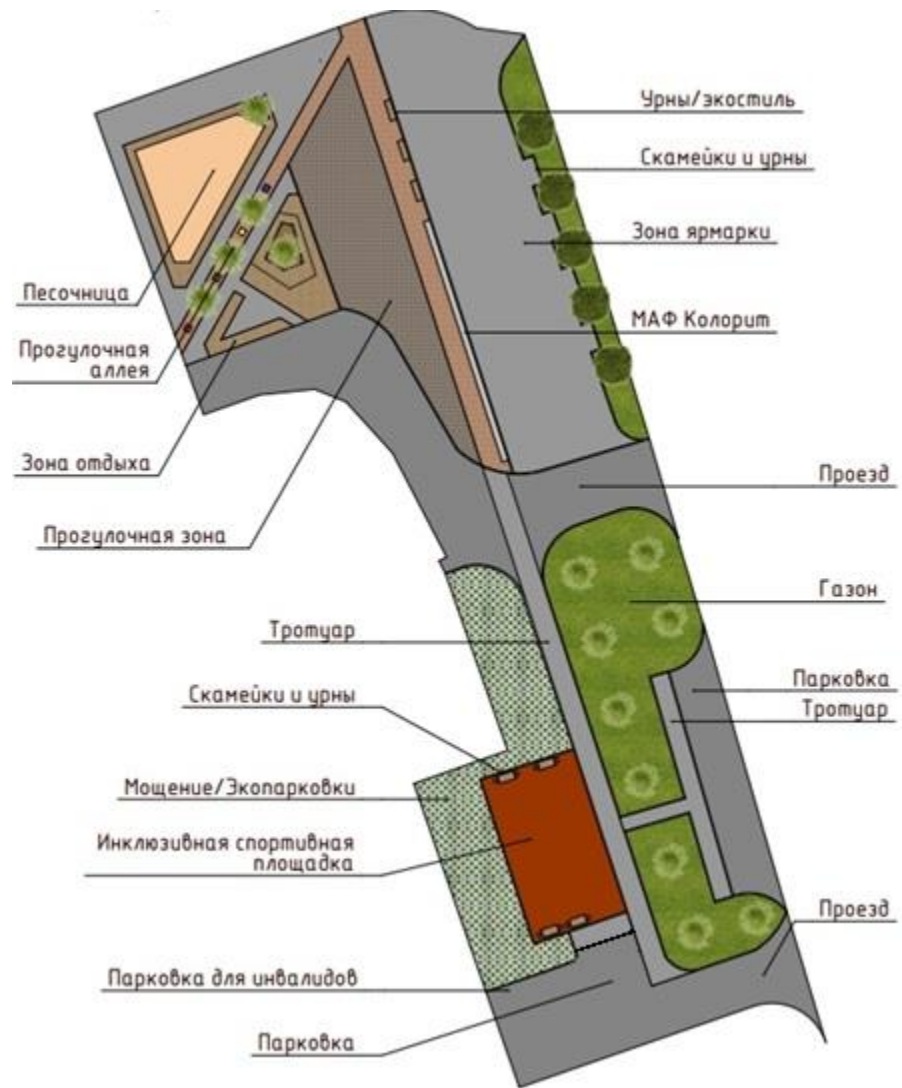 Урны/экостиль
Скамейки и урны
Зона ярмарки
Песочница
МАФ Колорит
Прогулочная
аллея
Зона отдыха
Проезд
Прогулочная зона
Газон
Тротуар
Парковка
Скамейки и урны
Тротуар
Мощение/Экопарковки
Инклюзивная спортивная
площадка
Проезд
Парковка для инвалидов
Парковка